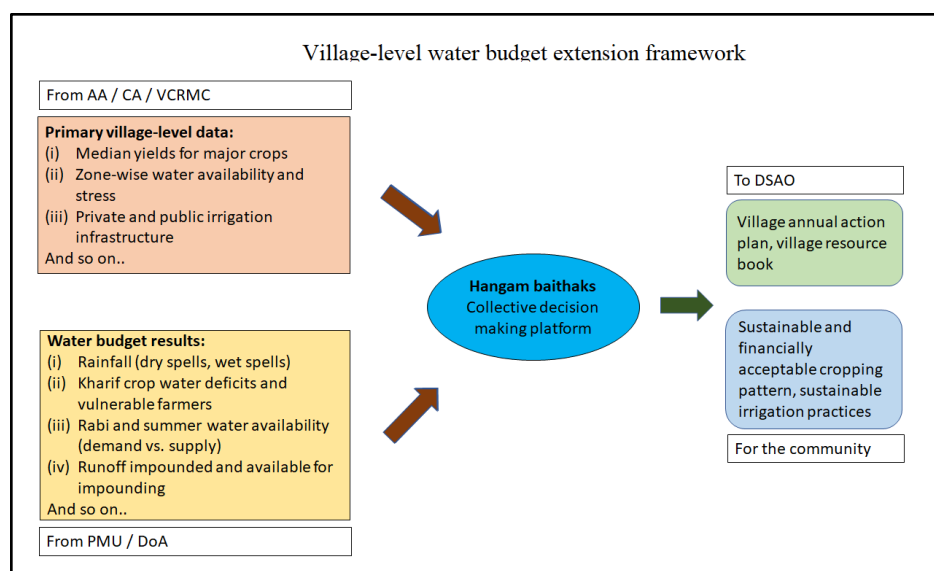 Village-level water budget extension framework
From AA / CA / VCRMC
Primary village-level data:
(i) Median yields for major crops
(ii) Zone-wise water availability and
stress
(iii) Private and public irrigation
infrastructure
And so on..
Water budget results:
(i) Rainfall (dry spells, wet spells)
(ii) Kharif crop water deficits and
vulnerable farmers
(iii) Rabi and summer water availability
(demand vs. supply)
(iv) Runoff impounded and available for
impounding
And so on..
From PMU / DoA
Hangam baithaks
Collective decision
making platform
To DSAO
Village annual action
plan, village resource
book
Sustainable and
financially
acceptable cropping
pattern, sustainable
irrigation practices
For the community